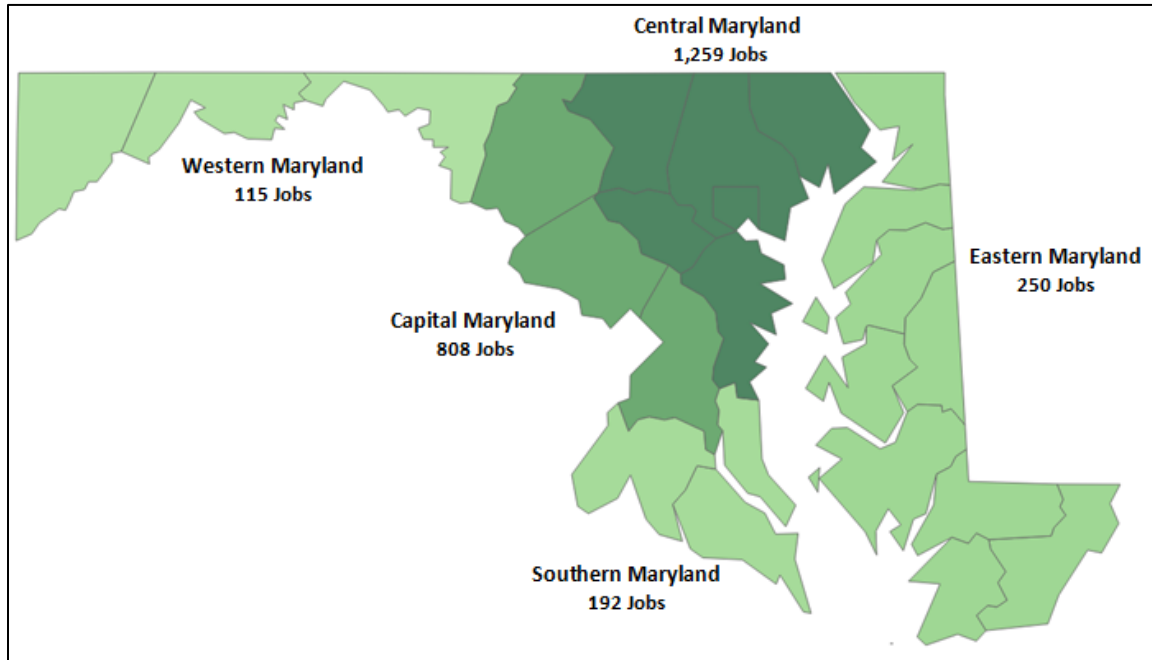 Central Maryland
1,259 Jobs
Western Maryland
115 Jobs
Eastern Maryland
250 Jobs
Capital Maryland
808 Jobs
Southern Maryland
192 Jobs